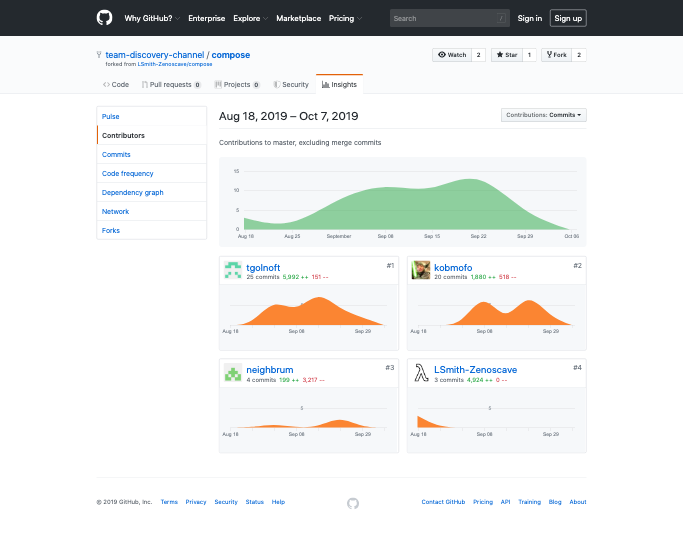 Why GitHub? Enterprise Explore Marketplace Pricing Search / Sign in Sign up
team-discovery-channel / compose Watch 2 Star 1 Fork 2
forked from LSmith-Zenoscave/compose
Code Pull requests 0 Projects 0 Security Insights
Pulse
Contributors
Commits
Code frequency
Dependency graph
Network
Forks
Aug 18, 2019 – Oct 7, 2019 Contributions: Commits
Contributions to master, excluding merge commits
15
10
5
0
Aug 18 Aug 25 September Sep 08 Sep 15 Sep 22 Sep 29 Oct 06
tgolnoft #1
25 commits 5,992 ++ 151 --
Aug 18 Sep 08 Sep 29
kobmofo #2
20 commits 1,880 ++ 518 --
Aug 18 Sep 08 Sep 29
neighbrum #3
4 commits 199 ++ 3,217 --
5
Aug 18 Sep 08 Sep 29
LSmith-Zenoscave #4
3 commits 4,924 ++ 0 --
5
Aug 18 Sep 08 Sep 29
© 2019 GitHub, Inc. Terms Privacy Security Status Help Contact GitHub Pricing API Training Blog About